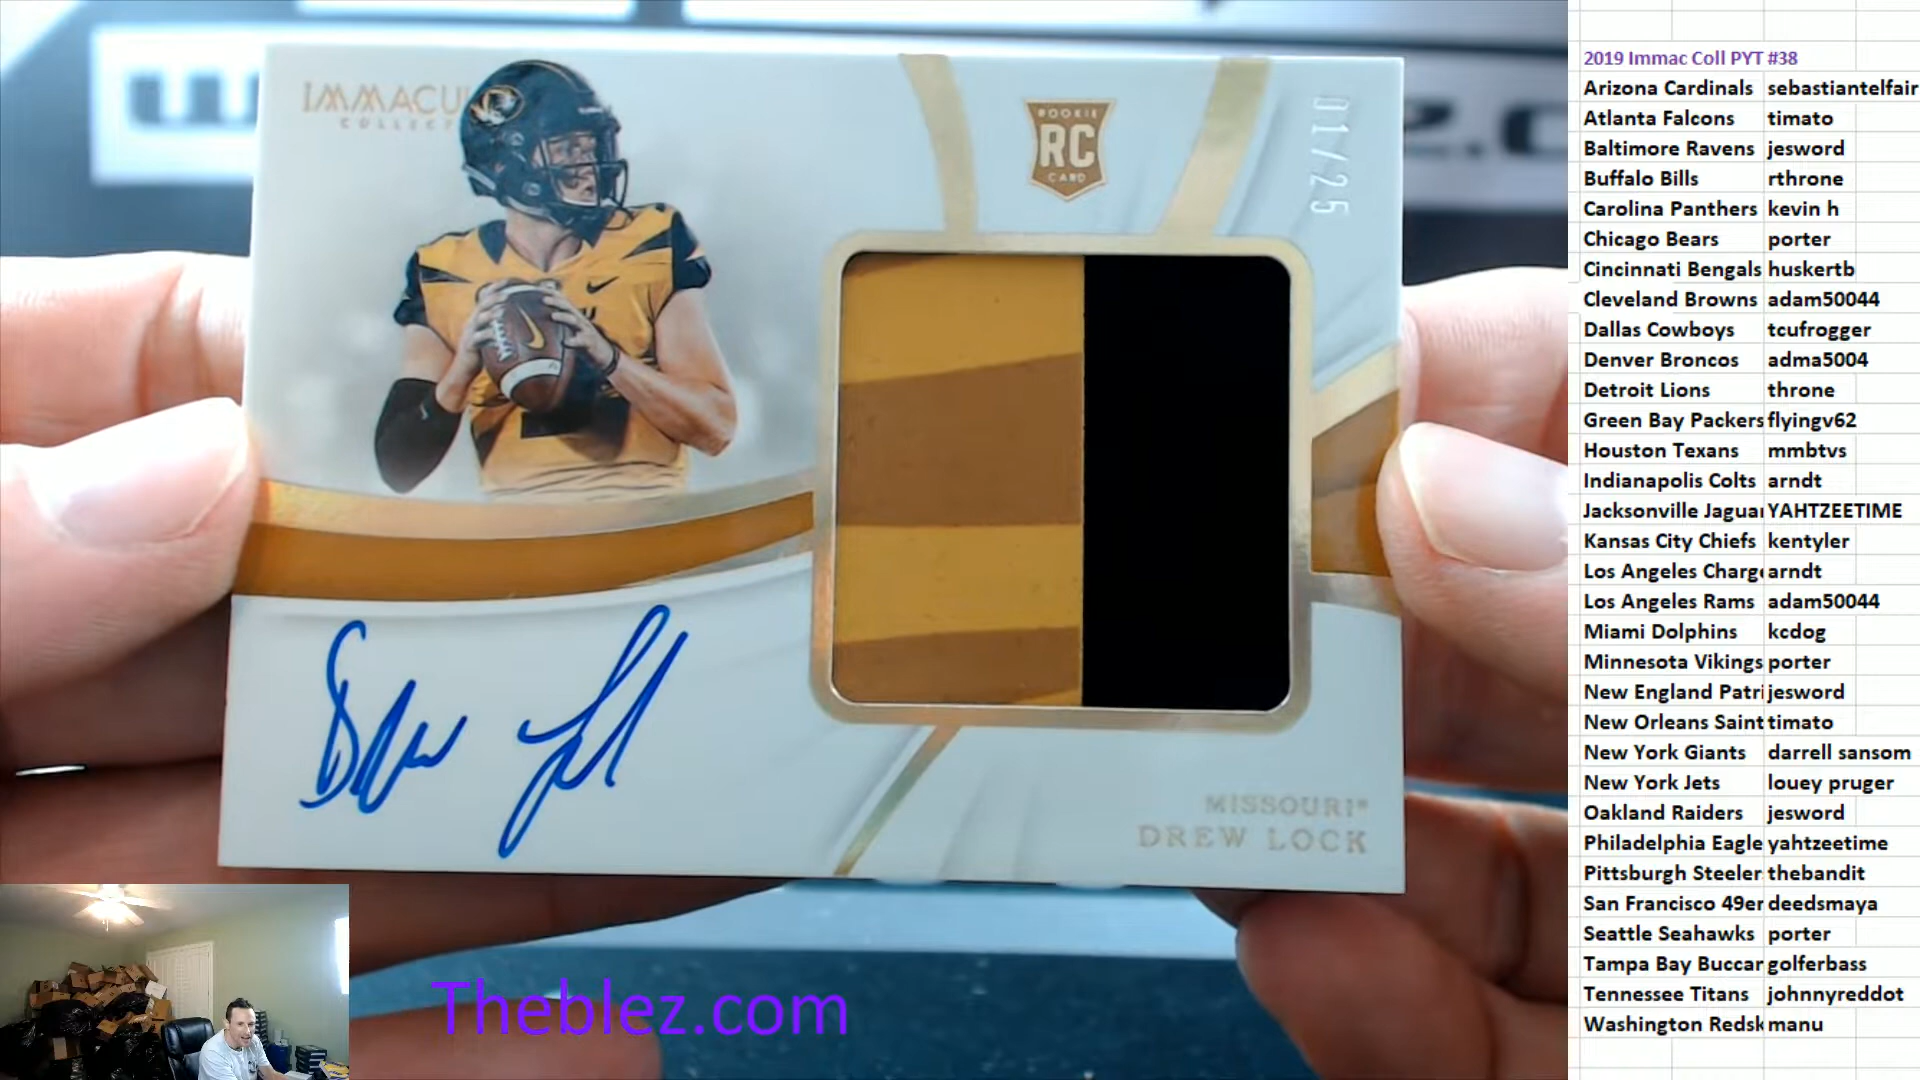 IMMACU
COLLECT
ROOKIE
RC
CARD
01/25
Drew Lock
MISSOURI®
DREW LOCK
Theblez.com
2019 Immac Coll PYT #38
Arizona Cardinals sebastiantelfair
Atlanta Falcons timato
Baltimore Ravens jesword
Buffalo Bills rthrone
Carolina Panthers kevin h
Chicago Bears porter
Cincinnati Bengals huskertb
Cleveland Browns adam50044
Dallas Cowboys tcufrogger
Denver Broncos adma5004
Detroit Lions throne
Green Bay Packers flyingv62
Houston Texans mmbtvs
Indianapolis Colts arndt
Jacksonville Jaguar YAHTZEETIME
Kansas City Chiefs kentyler
Los Angeles Charge arndt
Los Angeles Rams adam50044
Miami Dolphins kcdog
Minnesota Vikings porter
New England Patri jesword
New Orleans Saint timato
New York Giants darrell sansom
New York Jets louey pruger
Oakland Raiders jesword
Philadelphia Eagle yahtzeetime
Pittsburgh Steeler thebandit
San Francisco 49er deedsmaya
Seattle Seahawks porter
Tampa Bay Buccar golferbass
Tennessee Titans johnnyreddot
Washington Redsk manu